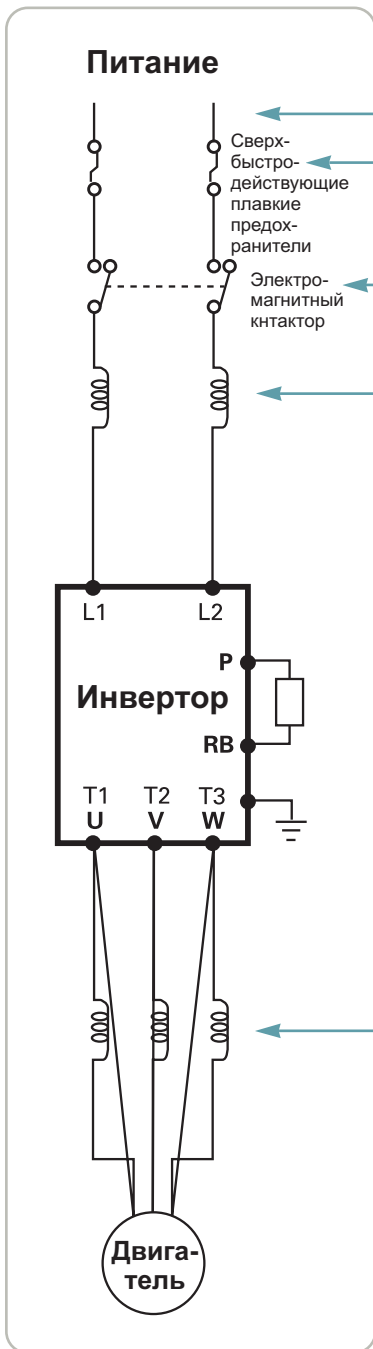 Питание
Сверх-
быстро-
действующие
плавкие
предох-
ранители
Электро-
магнитный
кнтактор
L1 L2
P
Инвертор
RB
T1 T2 T3
U V W
Двига-
тель